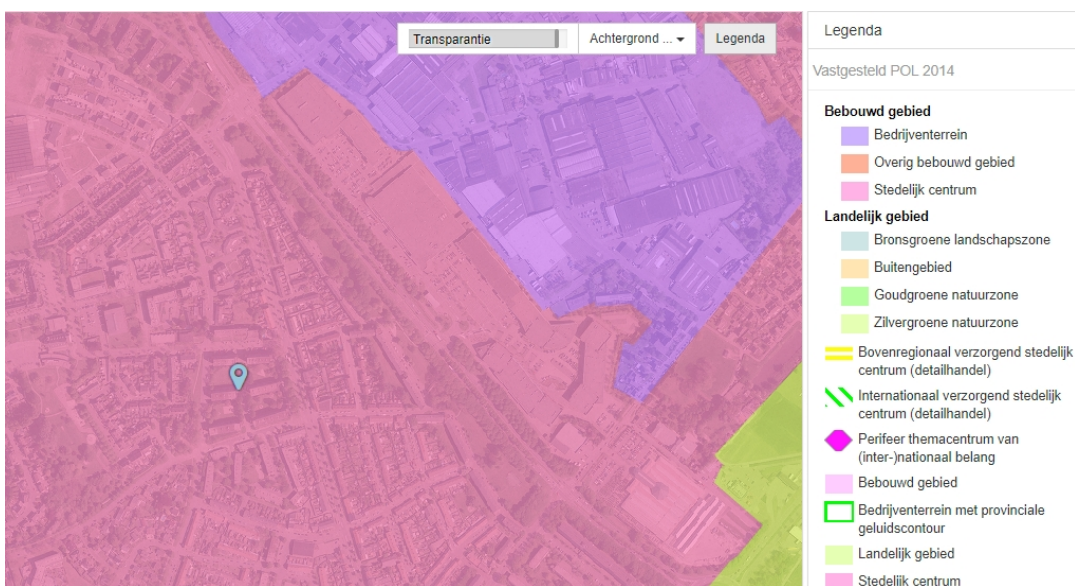 Transparantie
Achtergrond ...
Legenda
Legenda
Vastgesteld POL 2014
Bebouwd gebied
Bedrijventerrein
Overig bebouwd gebied
Stedelijk centrum
Landelijk gebied
Bronsgroene landschapszone
Buitengebied
Goudgroene natuurzone
Zilvergroene natuurzone
Bovenregionaal verzorgend stedelijk
centrum (detailhandel)
Internationaal verzorgend stedelijk
centrum (detailhandel)
Perifeer themacentrum van
(inter-)nationaal belang
Bebouwd gebied
Bedrijventerrein met provinciale
geluidscontour
Landelijk gebied
Stedelijk centrum